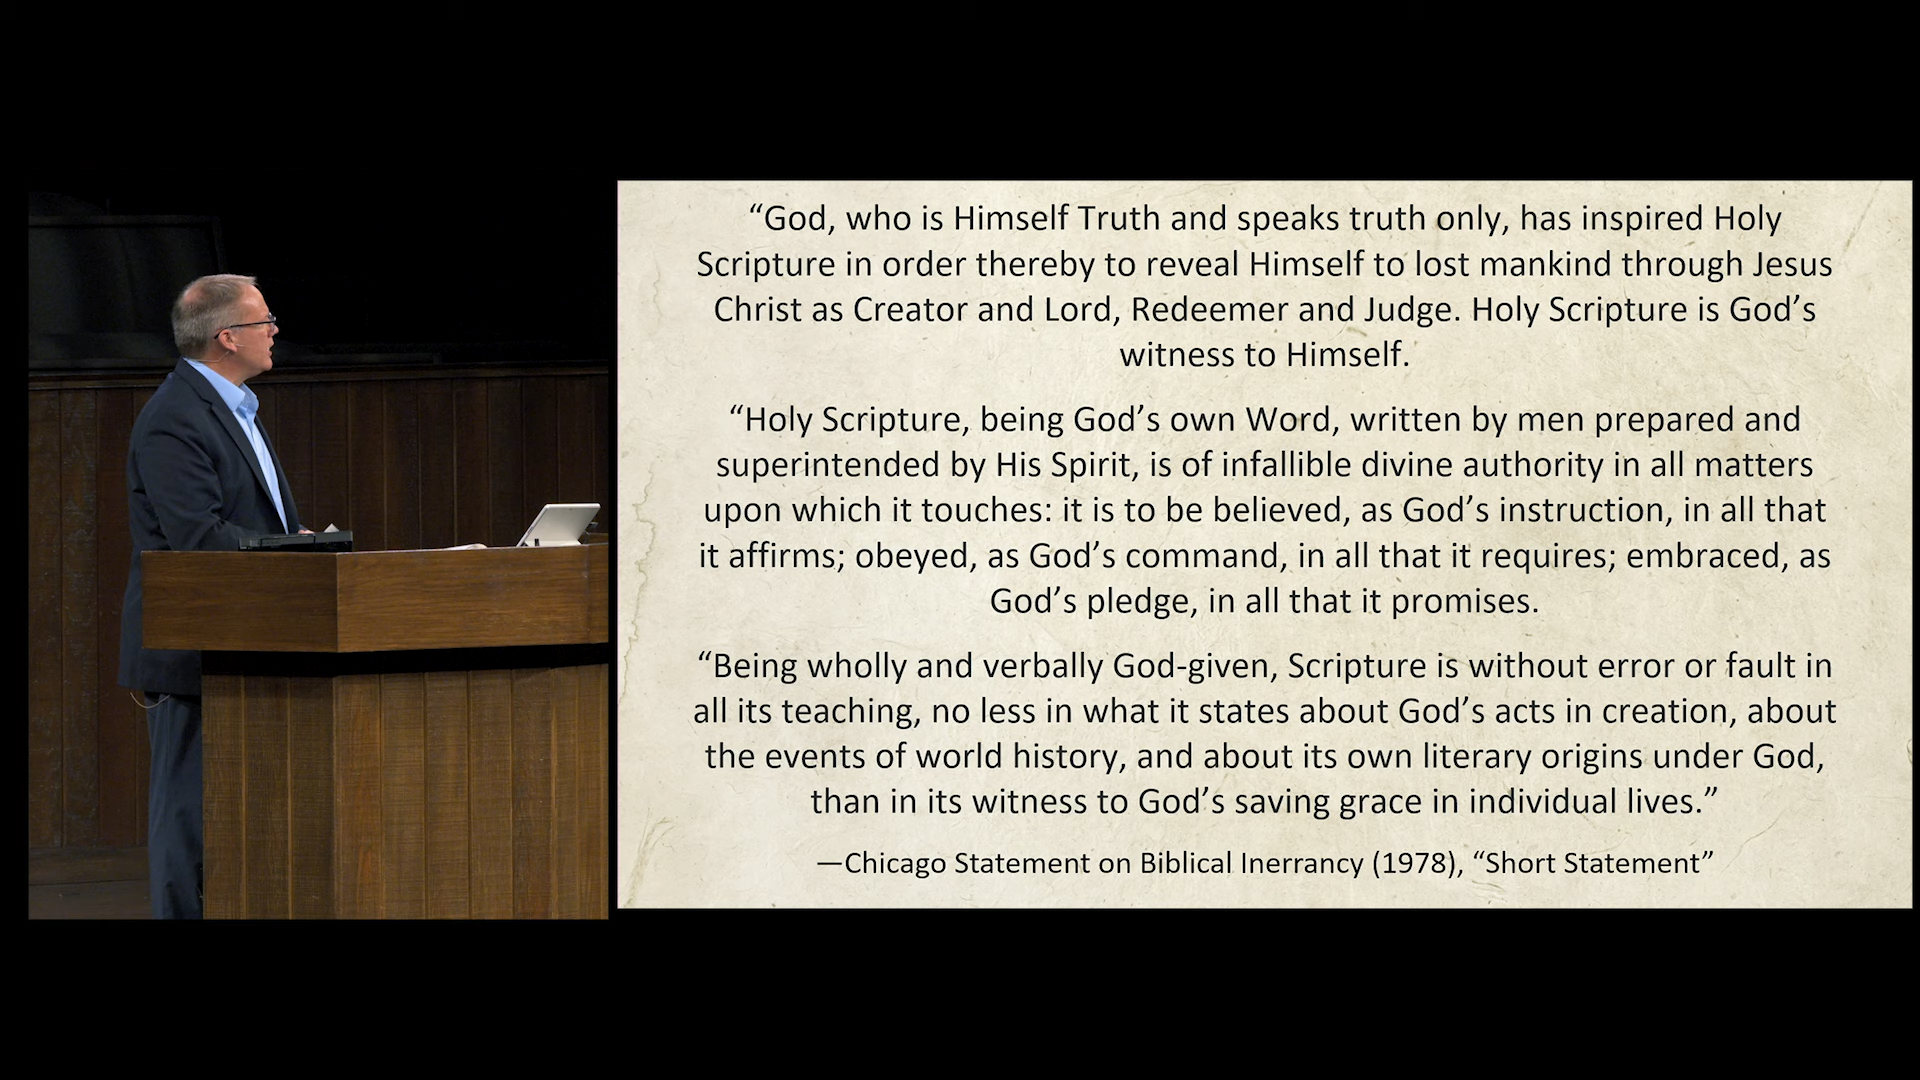 “God, who is Himself Truth and speaks truth only, has inspired Holy
Scripture in order thereby to reveal Himself to lost mankind through Jesus
Christ as Creator and Lord, Redeemer and Judge. Holy Scripture is God’s
witness to Himself.
“Holy Scripture, being God’s own Word, written by men prepared and
superintended by His Spirit, is of infallible divine authority in all matters
upon which it touches: it is to be believed, as God’s instruction, in all that
it affirms; obeyed, as God’s command, in all that it requires; embraced, as
God’s pledge, in all that it promises.
“Being wholly and verbally God-given, Scripture is without error or fault in
all its teaching, no less in what it states about God’s acts in creation, about
the events of world history, and about its own literary origins under God,
than in its witness to God’s saving grace in individual lives.”
—Chicago Statement on Biblical Inerrancy (1978), “Short Statement”